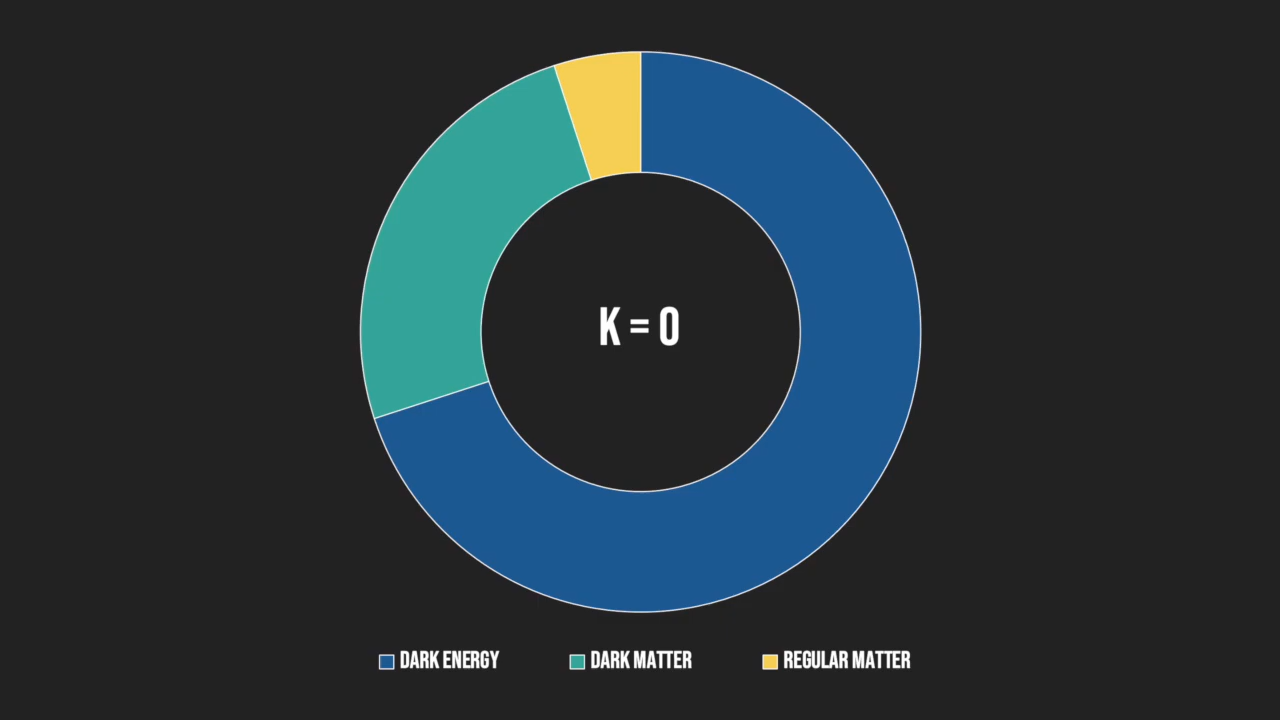 K = 0
DARK ENERGY
DARK MATTER
REGULAR MATTER